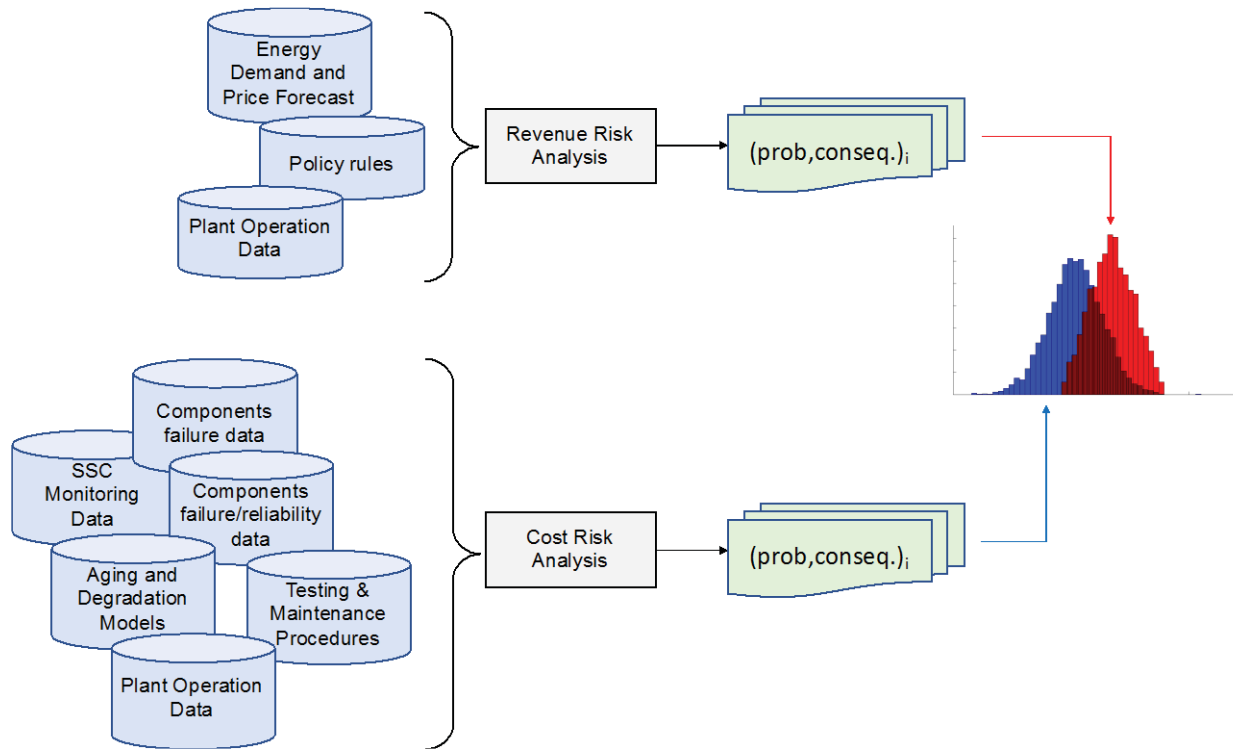 Energy
Demand and
Price Forecast
Policy rules
Plant Operation
Data
Revenue Risk
Analysis
(prob,conseq.)i
Components
failure data
SSC
Monitoring
Data
Components
failure/reliability
data
Aging and
Degradation
Models
Testing &
Maintenance
Procedures
Plant Operation
Data
Cost Risk
Analysis
(prob,conseq.)i